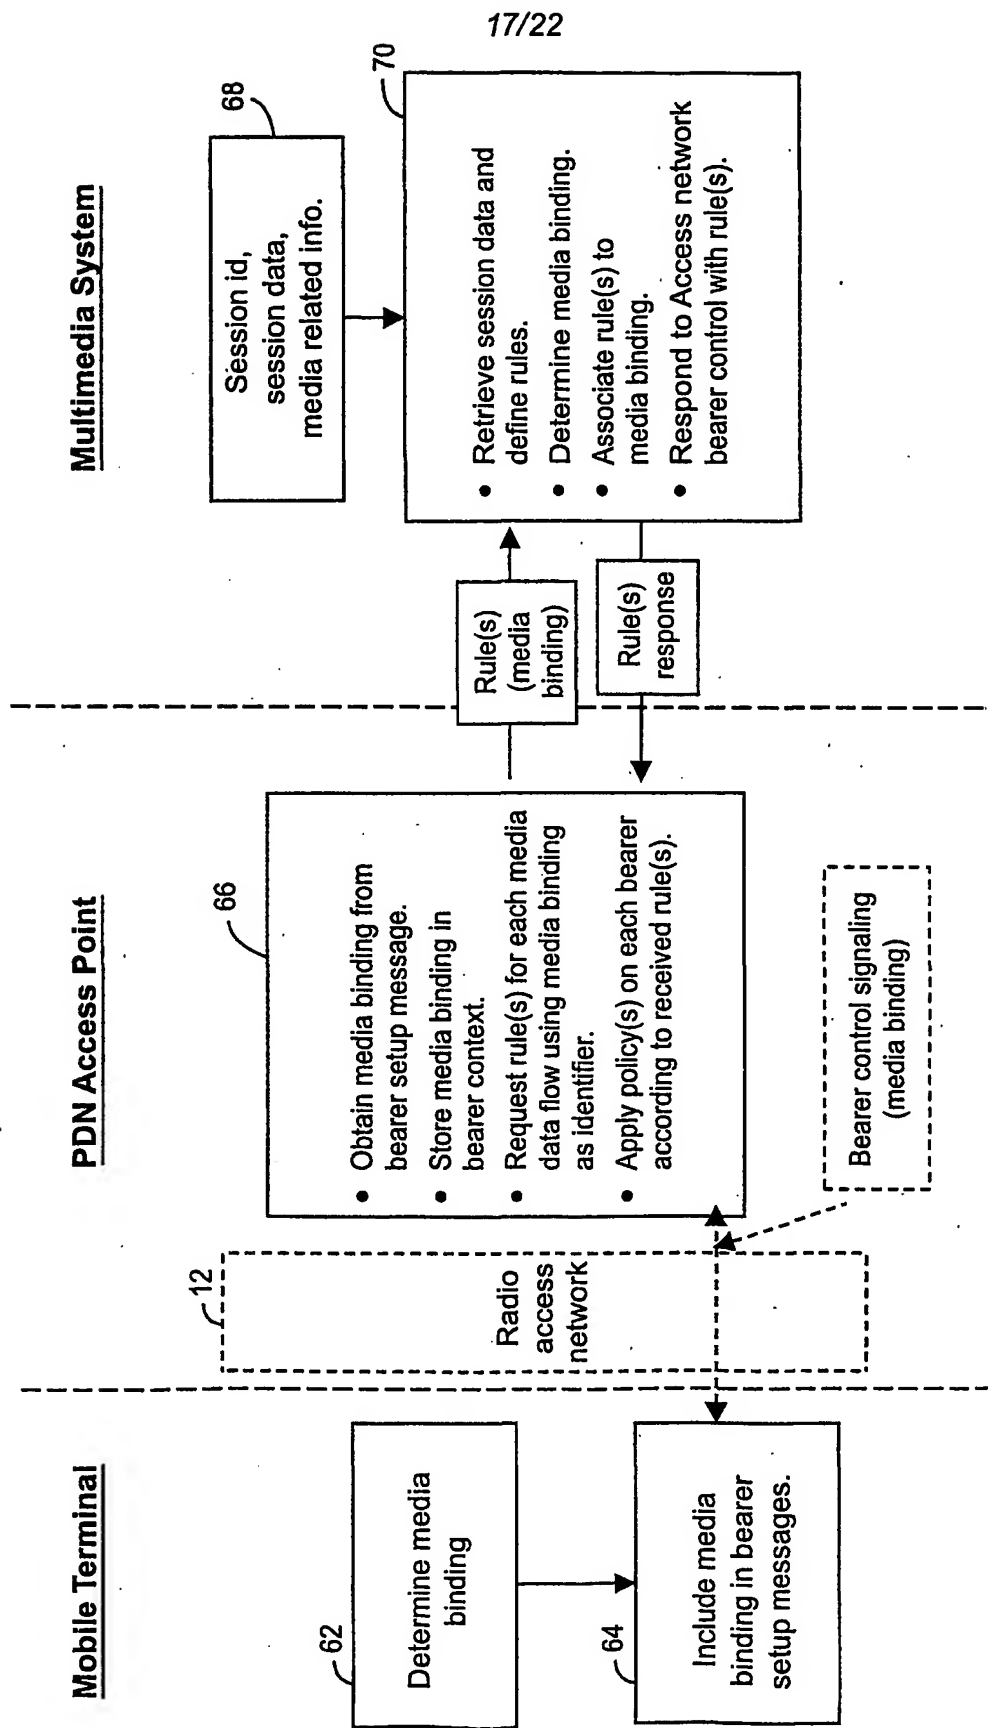 17/22
Mobile Terminal
62
Determine media
binding
64
Include media
binding in bearer
setup messages.
PDN Access Point
12
Radio
access
network
66
• Obtain media binding from
bearer setup message.
• Store media binding in
bearer context.
• Request rule(s) for each media
data flow using media binding
as identifier.
• Apply policy(s) on each bearer
according to received rule(s).
Bearer control signaling
(media binding)
Multimedia System
68
Session id,
session data,
media related info.
Rule(s)
(media
binding)
Rule(s)
response
70
• Retrieve session data and
define rules.
• Determine media binding.
• Associate rule(s) to
media binding.
• Respond to Access network
bearer control with rule(s).